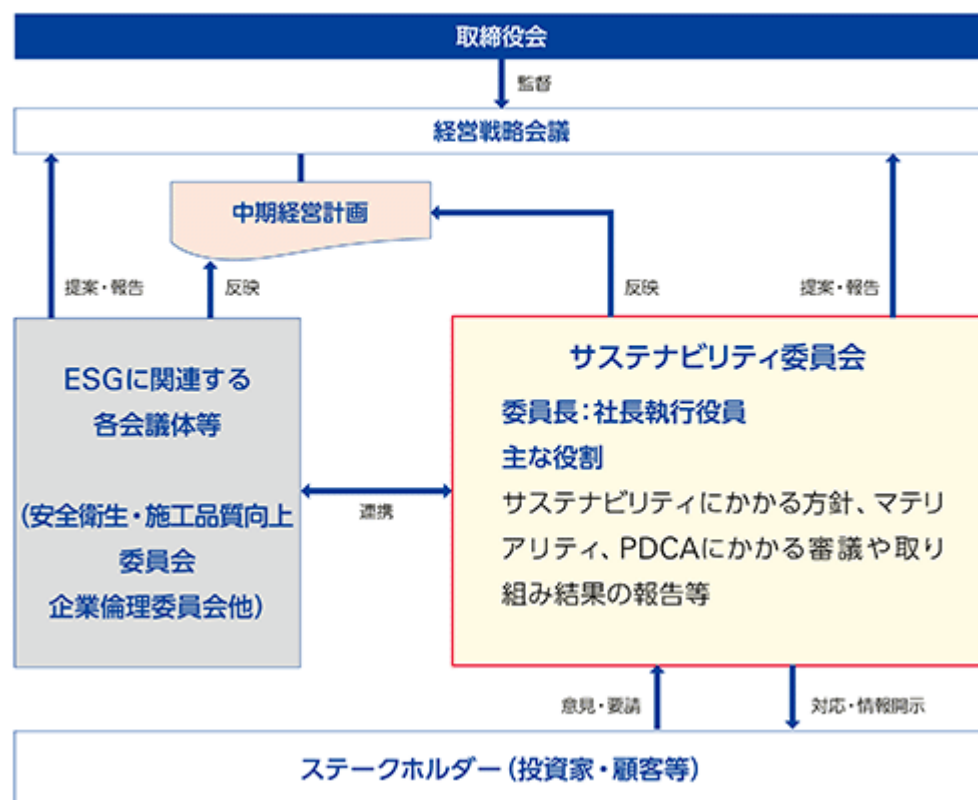 取締役会
監督
経営戦略会議
中期経営計画
提案・報告
反映
反映
提案・報告
ESGに関連する
各会議体等
(安全衛生・施工品質向上
委員会
企業倫理委員会他)
連携
サステナビリティ委員会
委員長:社長執行役員
主な役割
サステナビリティにかかる方針、マテリ
アリティ、PDCAにかかる審議や取り
組み結果の報告等
意見・要請
対応・情報開示
ステークホルダー(投資家・顧客等)